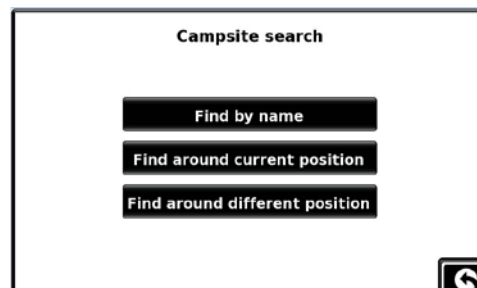 Campsite search
Find by name
Find around current position
Find around different position